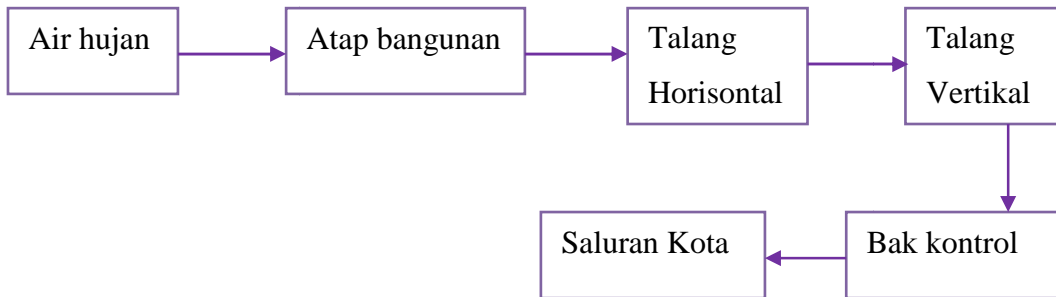 Air hujan
Atap bangunan
Talang
Horisontal
Talang
Vertikal
Bak kontrol
Saluran Kota